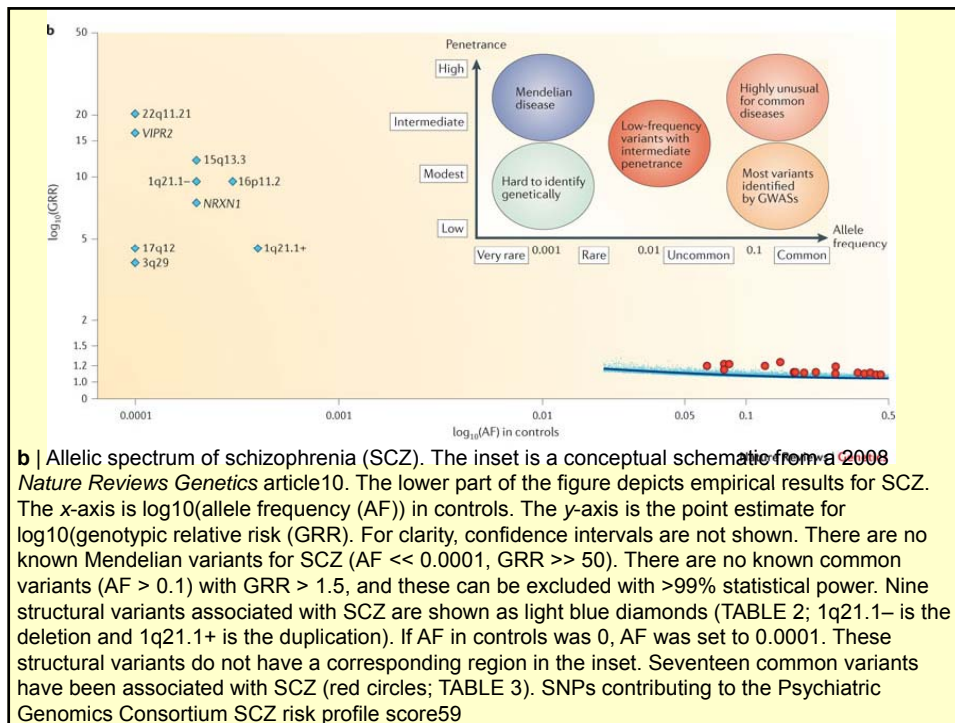 b
50
20
15
10
5
2
1.5
1.2
1.0
0
log10(GRR)
22q11.21
VIPR2
15q13.3
1q21.1–
16p11.2
NRXN1
17q12
1q21.1+
3q29
Penetrance
High
Intermediate
Modest
Low
Mendelian
disease
Low-frequency
variants with
intermediate
penetrance
Highly unusual
for common
diseases
Hard to identify
genetically
Most variants
identified
by GWASs
Allele
frequency
Very rare 0.001 Rare 0.01 Uncommon 0.1 Common
0.0001 0.001 0.01 0.05 0.1 0.5
log10(AF) in controls
Nature Reviews | Genetics
b | Allelic spectrum of schizophrenia (SCZ). The inset is a conceptual schematic from a 2008
Nature Reviews Genetics article10. The lower part of the figure depicts empirical results for SCZ.
The x-axis is log10(allele frequency (AF)) in controls. The y-axis is the point estimate for
log10(genotypic relative risk (GRR). For clarity, confidence intervals are not shown. There are no
known Mendelian variants for SCZ (AF << 0.0001, GRR >> 50). There are no known common
variants (AF > 0.1) with GRR > 1.5, and these can be excluded with >99% statistical power. Nine
structural variants associated with SCZ are shown as light blue diamonds (TABLE 2; 1q21.1– is the
deletion and 1q21.1+ is the duplication). If AF in controls was 0, AF was set to 0.0001. These
structural variants do not have a corresponding region in the inset. Seventeen common variants
have been associated with SCZ (red circles; TABLE 3). SNPs contributing to the Psychiatric
Genomics Consortium SCZ risk profile score59